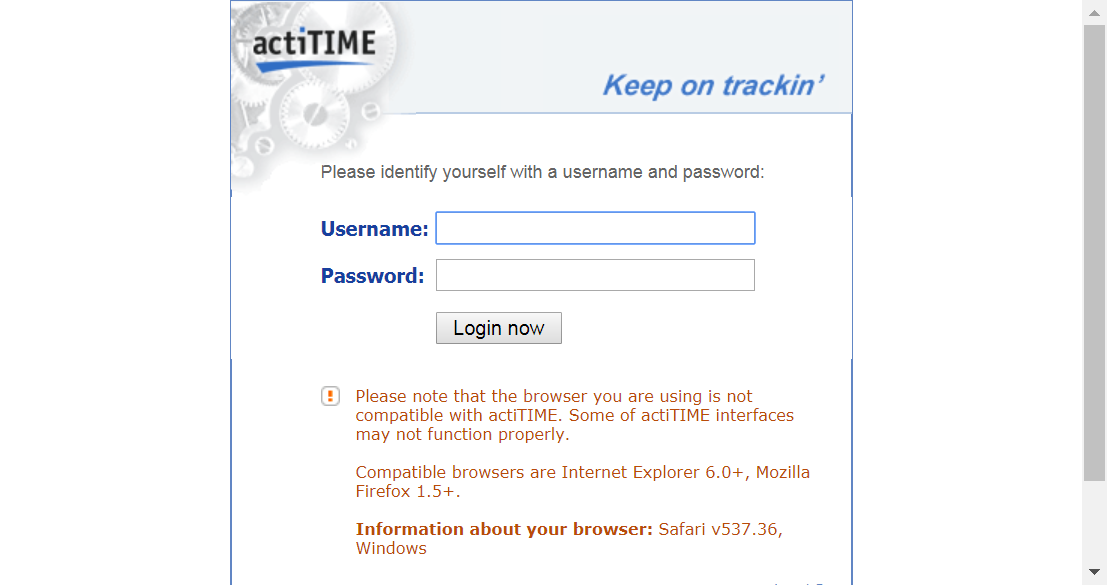 actiTIME
Keep on trackin’
Please identify yourself with a username and password:
Username:
Password:
Login now
Please note that the browser you are using is not
compatible with actiTIME. Some of actiTIME interfaces
may not function properly.
Compatible browsers are Internet Explorer 6.0+, Mozilla
Firefox 1.5+.
Information about your browser: Safari v537.36,
Windows